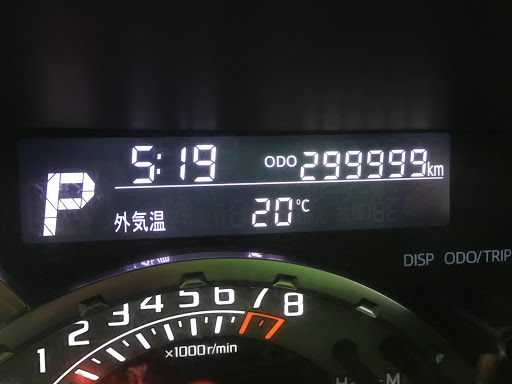 P 5:19 ODO 299999 km
外気温 20 ℃
DISP ODO/TRIP
1 2 3 4 5 6 7 8
×1000r/min